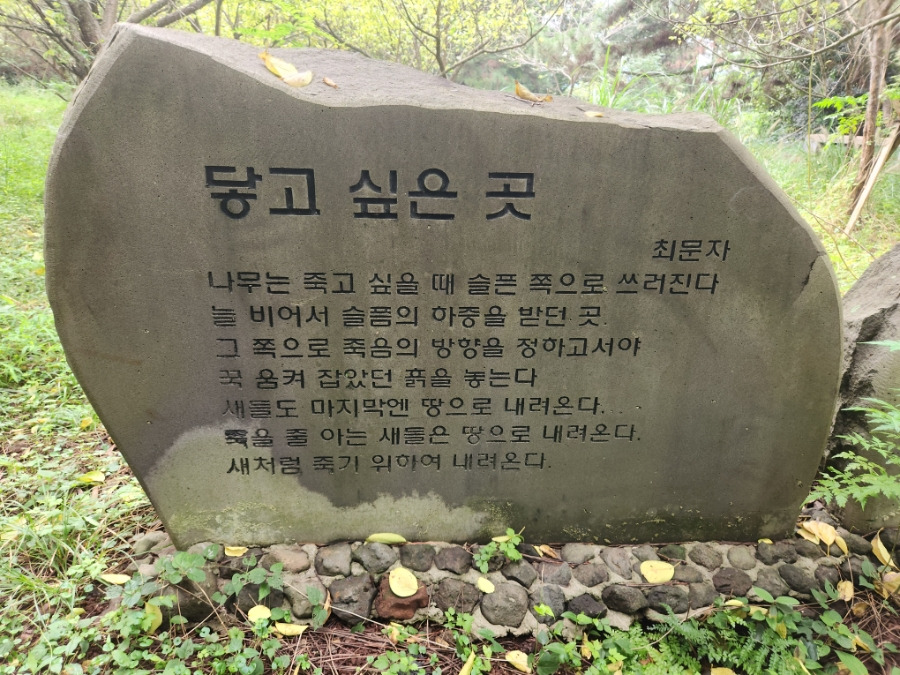 닿고 싶은 곳
최문자
나무는 죽고 싶을 때 슬픈 쪽으로 쓰러진다
늘 비어서 슬픔의 하중을 받던 곳.
그 쪽으로 죽음의 방향을 정하고서야
꾹 움켜 잡았던 흙을 놓는다
새들도 마지막엔 땅으로 내려온다...
죽을 줄 아는 새들은 땅으로 내려온다.
새처럼 죽기 위하여 내려온다.